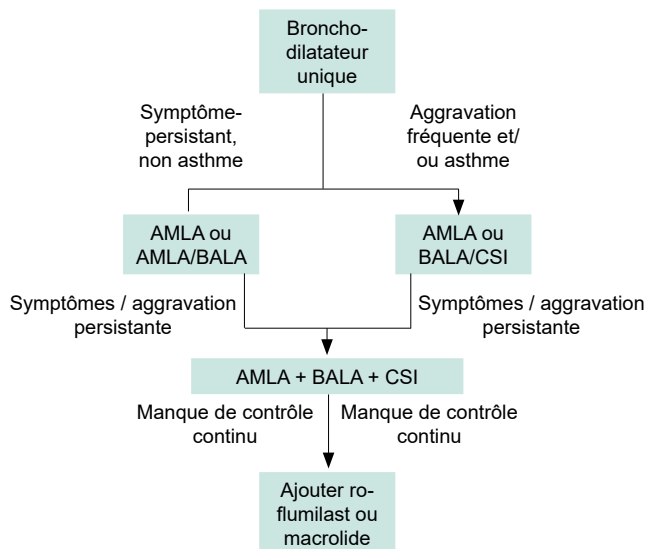 Broncho-
dilatateur
unique
Symptôme-
persistant,
non asthme
Aggravation
fréquente et/
ou asthme
AMLA ou
AMLA/BALA
AMLA ou
BALA/CSI
Symptômes / aggravation
persistante
Symptômes / aggravation
persistante
AMLA + BALA + CSI
Manque de contrôle
continu
Manque de contrôle
continu
Ajouter ro-
flumilast ou
macrolide